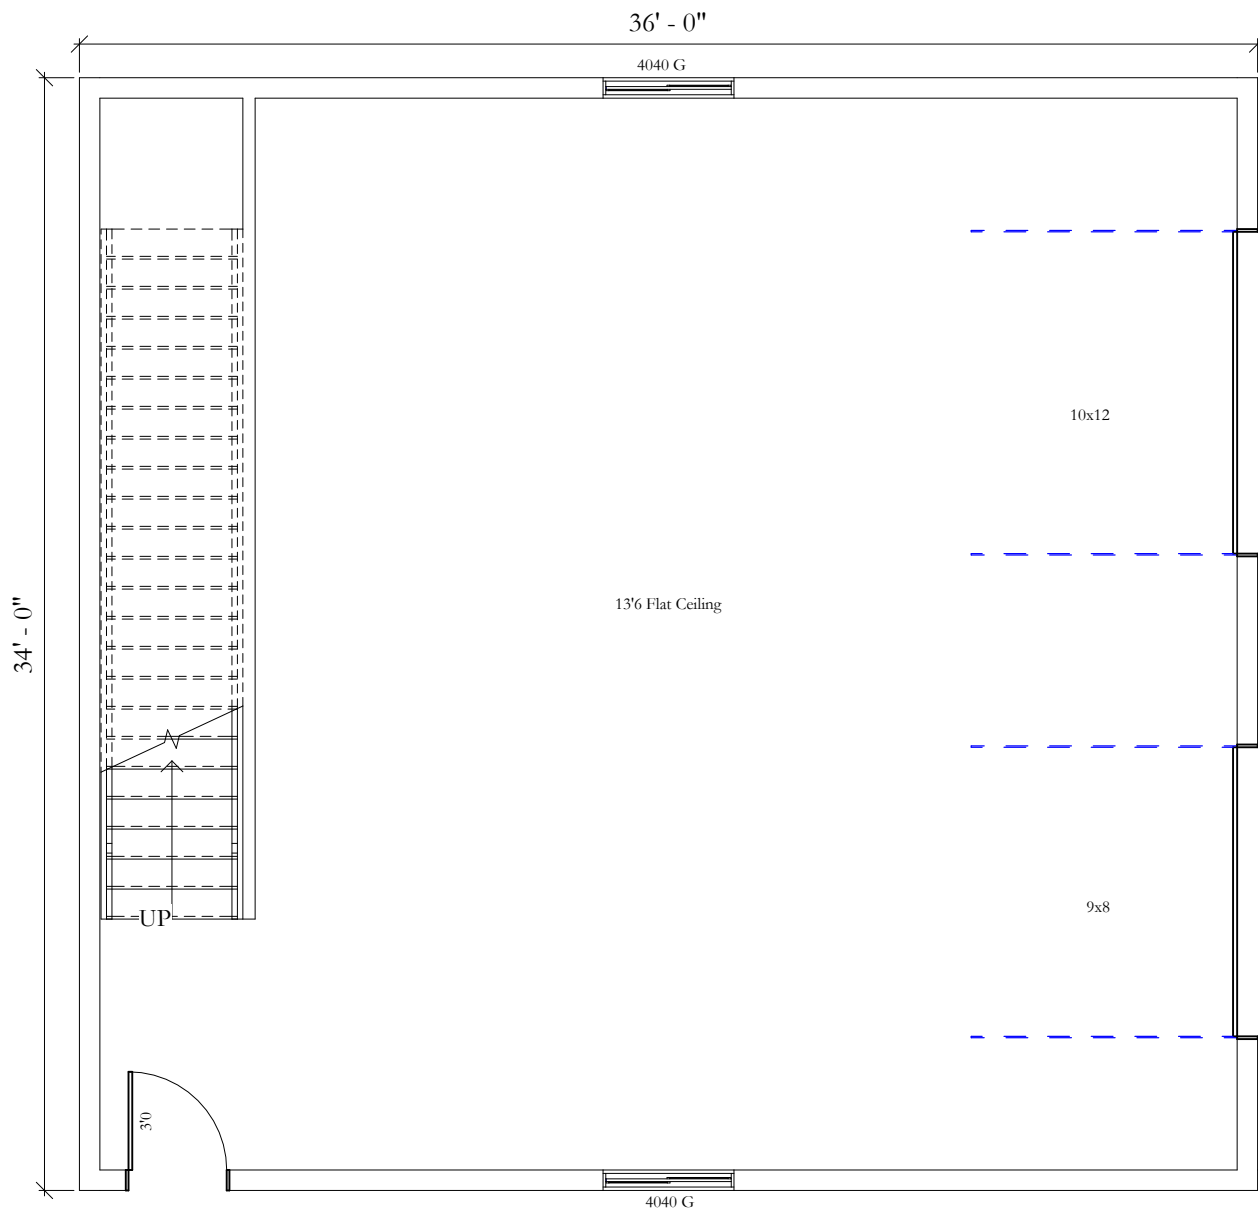 36' - 0"
4040 G
10x12
13'6 Flat Ceiling
34' - 0"
9x8
UP
3'0
4040 G